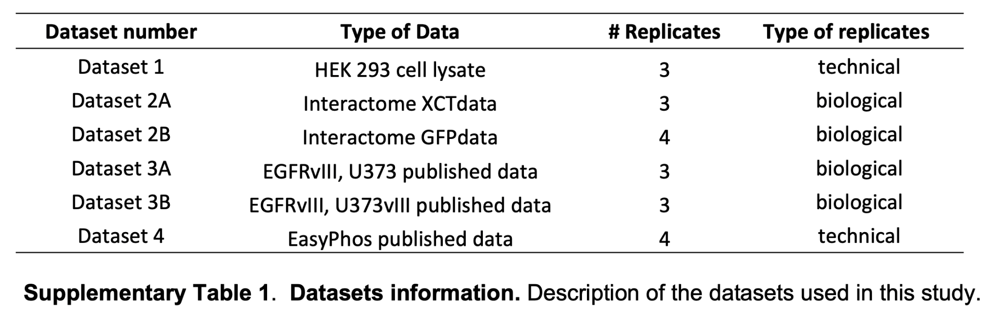 Dataset number Type of Data # Replicates Type of replicates
Dataset 1 HEK 293 cell lysate 3 technical
Dataset 2A Interactome XCTdata 3 biological
Dataset 2B Interactome GFPdata 4 biological
Dataset 3A EGFRvIII, U373 published data 3 biological
Dataset 3B EGFRvIII, U373vIII published data 3 biological
Dataset 4 EasyPhos published data 4 technical
Supplementary Table 1. Datasets information. Description of the datasets used in this study.